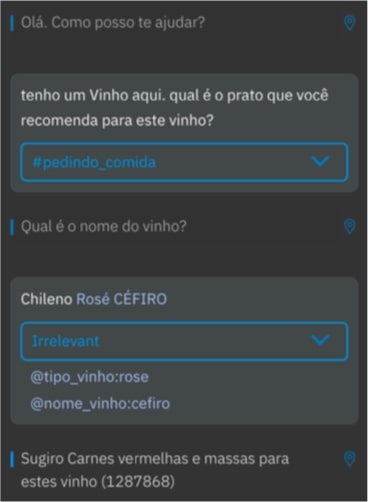 Olá. Como posso te ajudar?
tenho um Vinho aqui. qual é o prato que você
recomenda para este vinho?
#pedindo_comida
Qual é o nome do vinho?
Chileno Rosé CÉFIRO
Irrelevant
@tipo_vinho:rose
@nome_vinho:cefiro
Sugiro Carnes vermelhas e massas para
estes vinho (1287868)